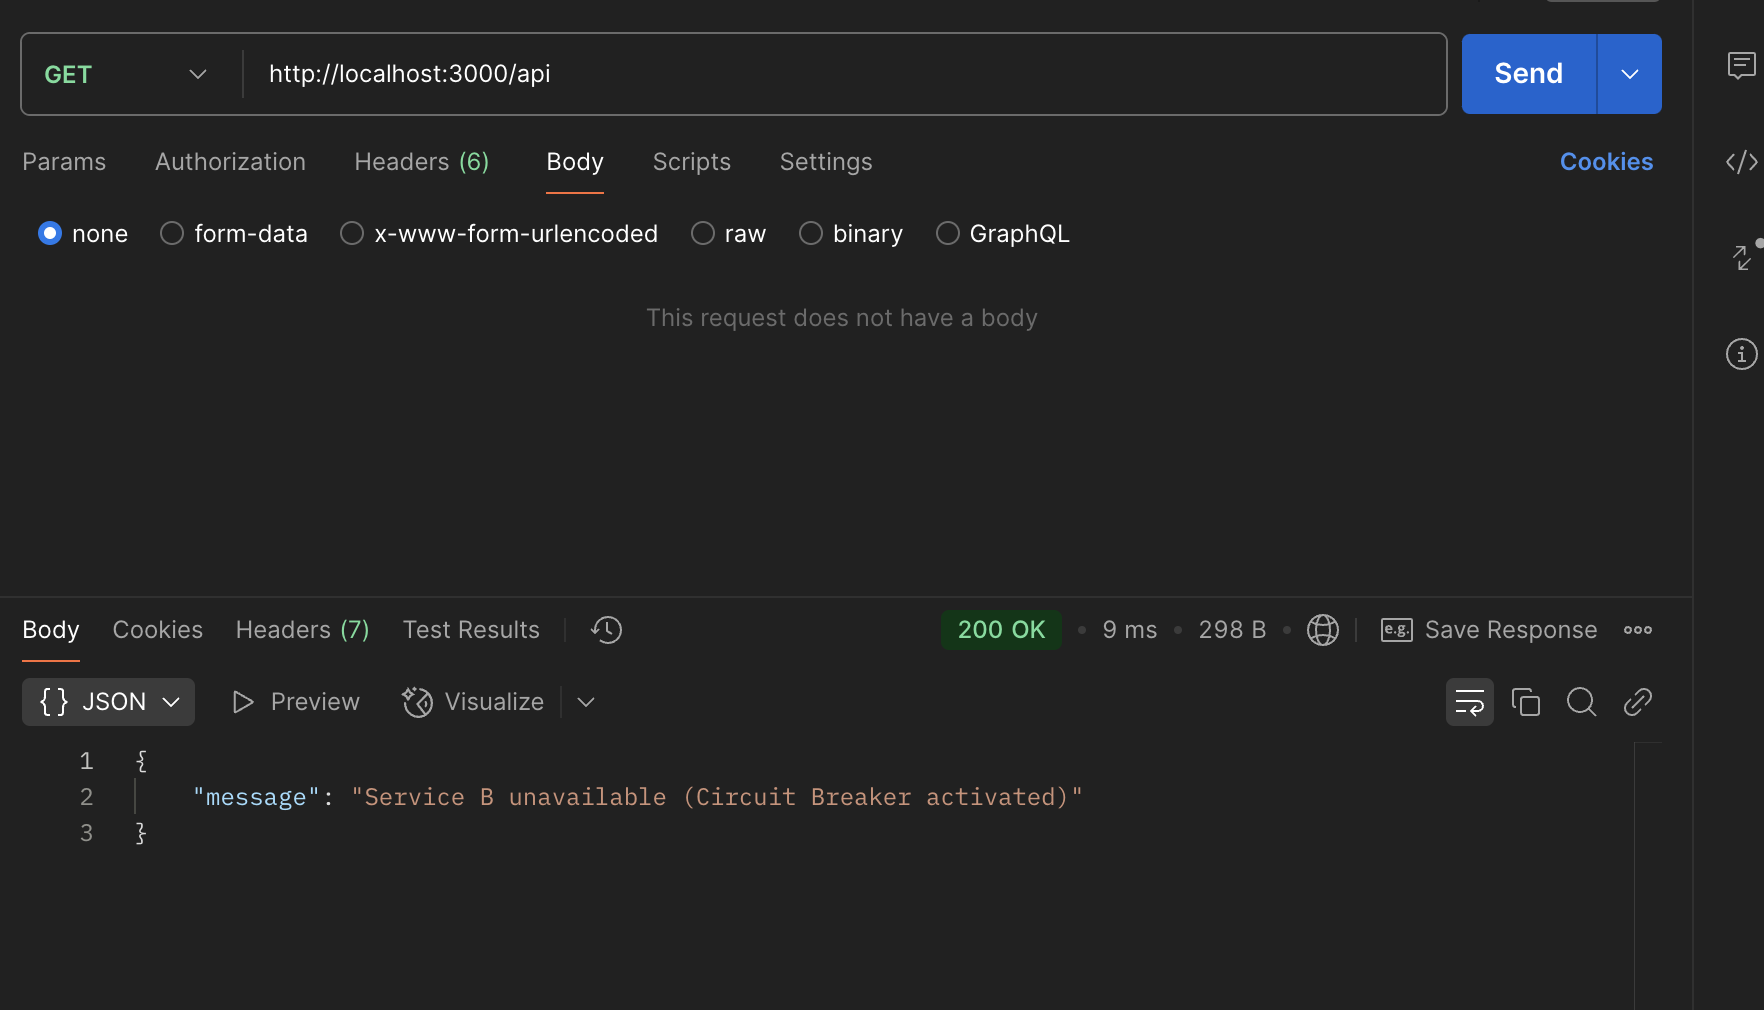 GET http://localhost:3000/api Send
Params Authorization Headers (6) Body Scripts Settings Cookies
none form-data x-www-form-urlencoded raw binary GraphQL
This request does not have a body
Body Cookies Headers (7) Test Results 200 OK 9 ms 298 B e.g. Save Response
{} JSON Preview Visualize
1 {
2 "message": "Service B unavailable (Circuit Breaker activated)"
3 }